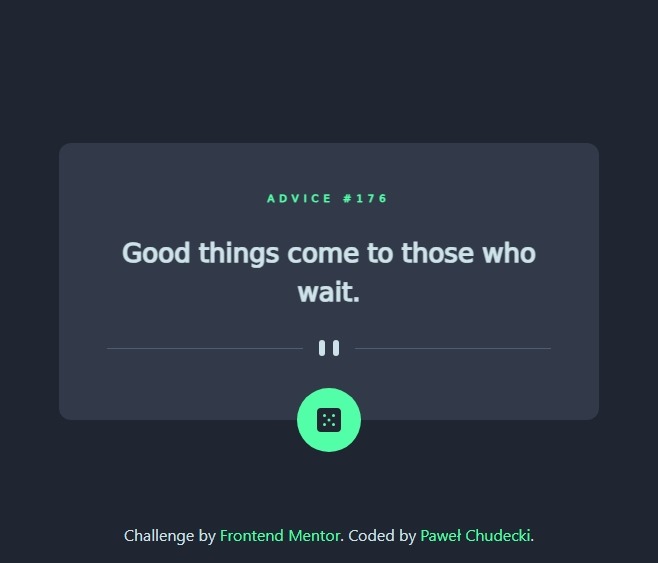 ADVICE #176
Good things come to those who
wait.
Challenge by Frontend Mentor. Coded by Paweł Chudecki.